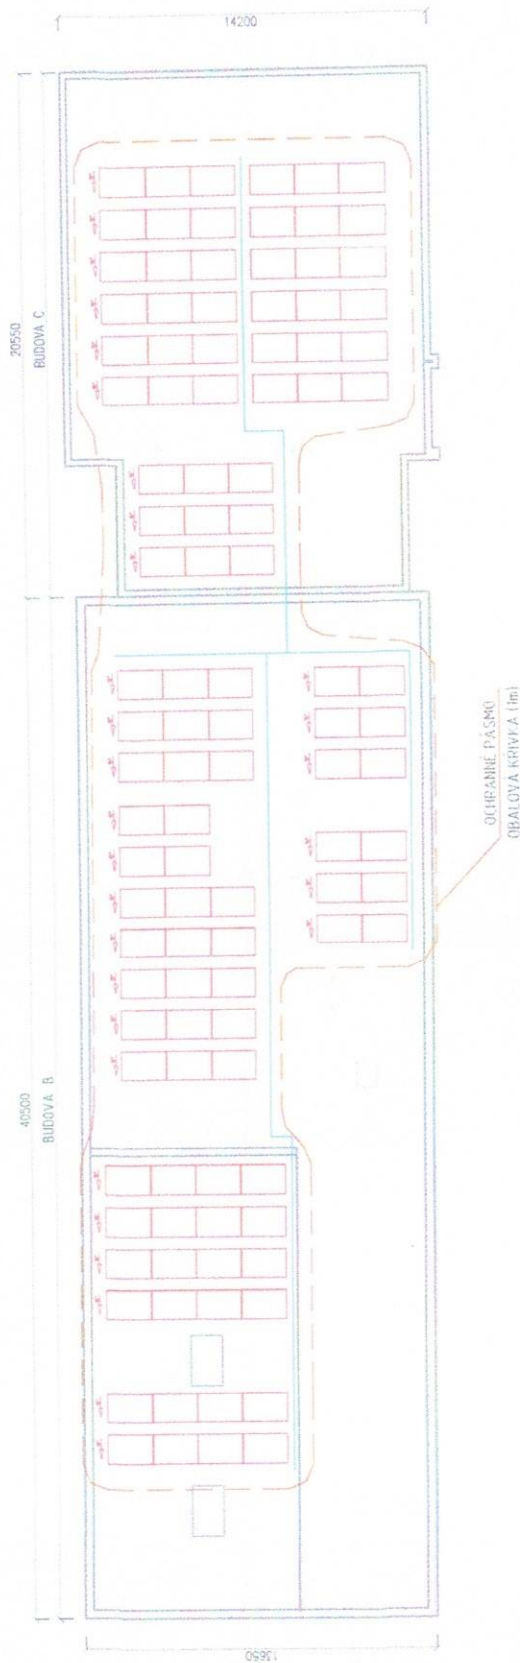 14200
20550
BUDOVA C
40500
BUDOVA B
OCHRANNÉ PÁSMO
OBALOVÁ KRIVKA (1m)
13650